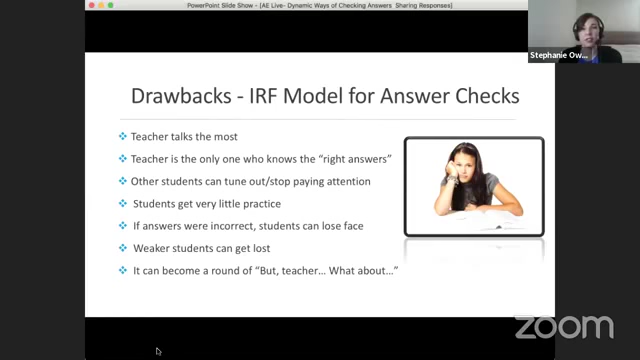 PowerPoint Slide Show - [AE Live- Dynamic Ways of Checking Answers Sharing Responses]
Stephanie Ow...
Drawbacks - IRF Model for Answer Checks
Teacher talks the most
Teacher is the only one who knows the “right answers”
Other students can tune out/stop paying attention
Students get very little practice
If answers were incorrect, students can lose face
Weaker students can get lost
It can become a round of “But, teacher… What about…”
zoom